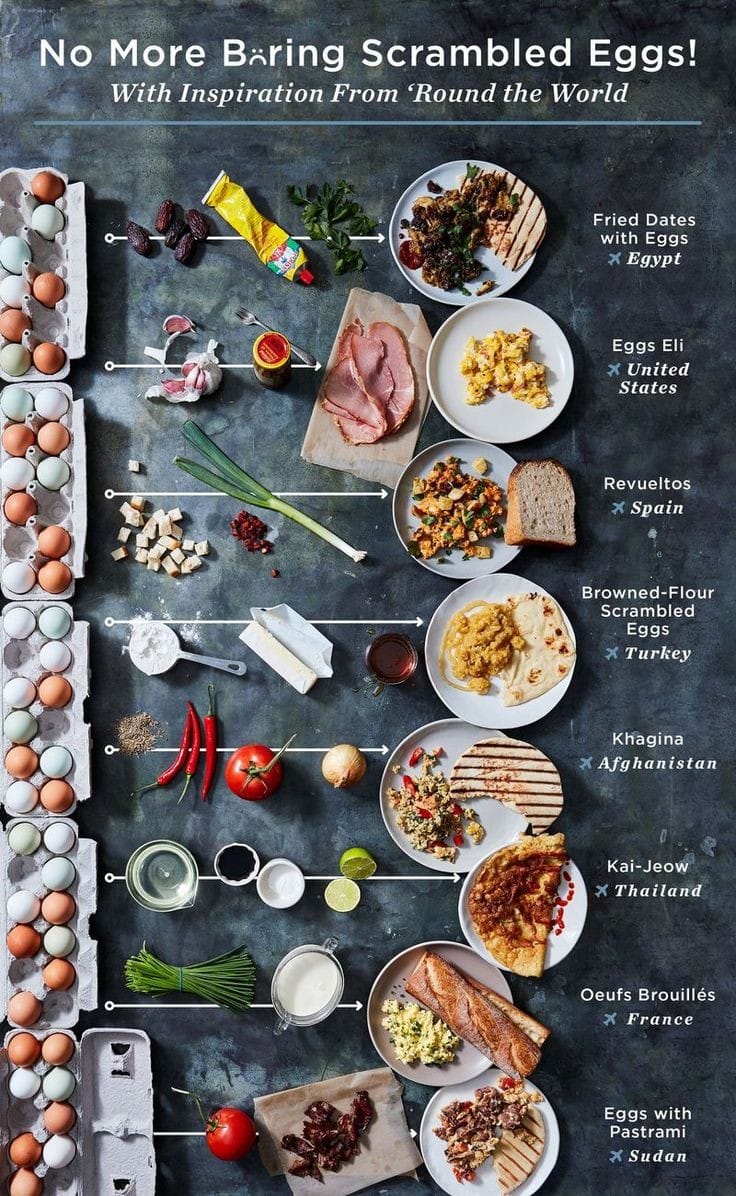 No More Boring Scrambled Eggs!
With Inspiration From ‘Round the World
Fried Dates
with Eggs
Egypt
Eggs Eli
United
States
Revueltos
Spain
Browned-Flour
Scrambled
Eggs
Turkey
Khagina
Afghanistan
Kai-Jeow
Thailand
Oeufs Brouillés
France
Eggs with
Pastrami
Sudan